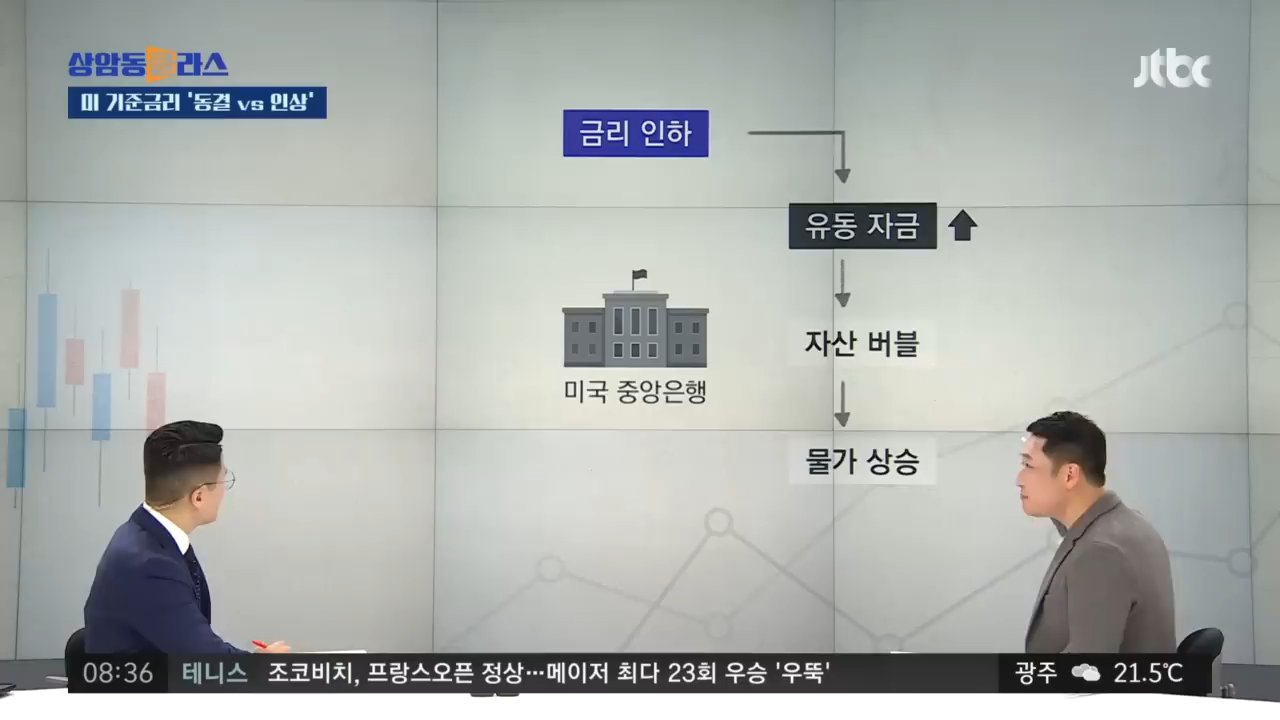 상암동클라스
jtbc
미 기준금리 '동결 vs 인상'
금리 인하
유동 자금
자산 버블
미국 중앙은행
물가 상승
08:36 테니스 조코비치, 프랑스오픈 정상…메이저 최다 23회 우승 '우뚝' 광주 21.5℃